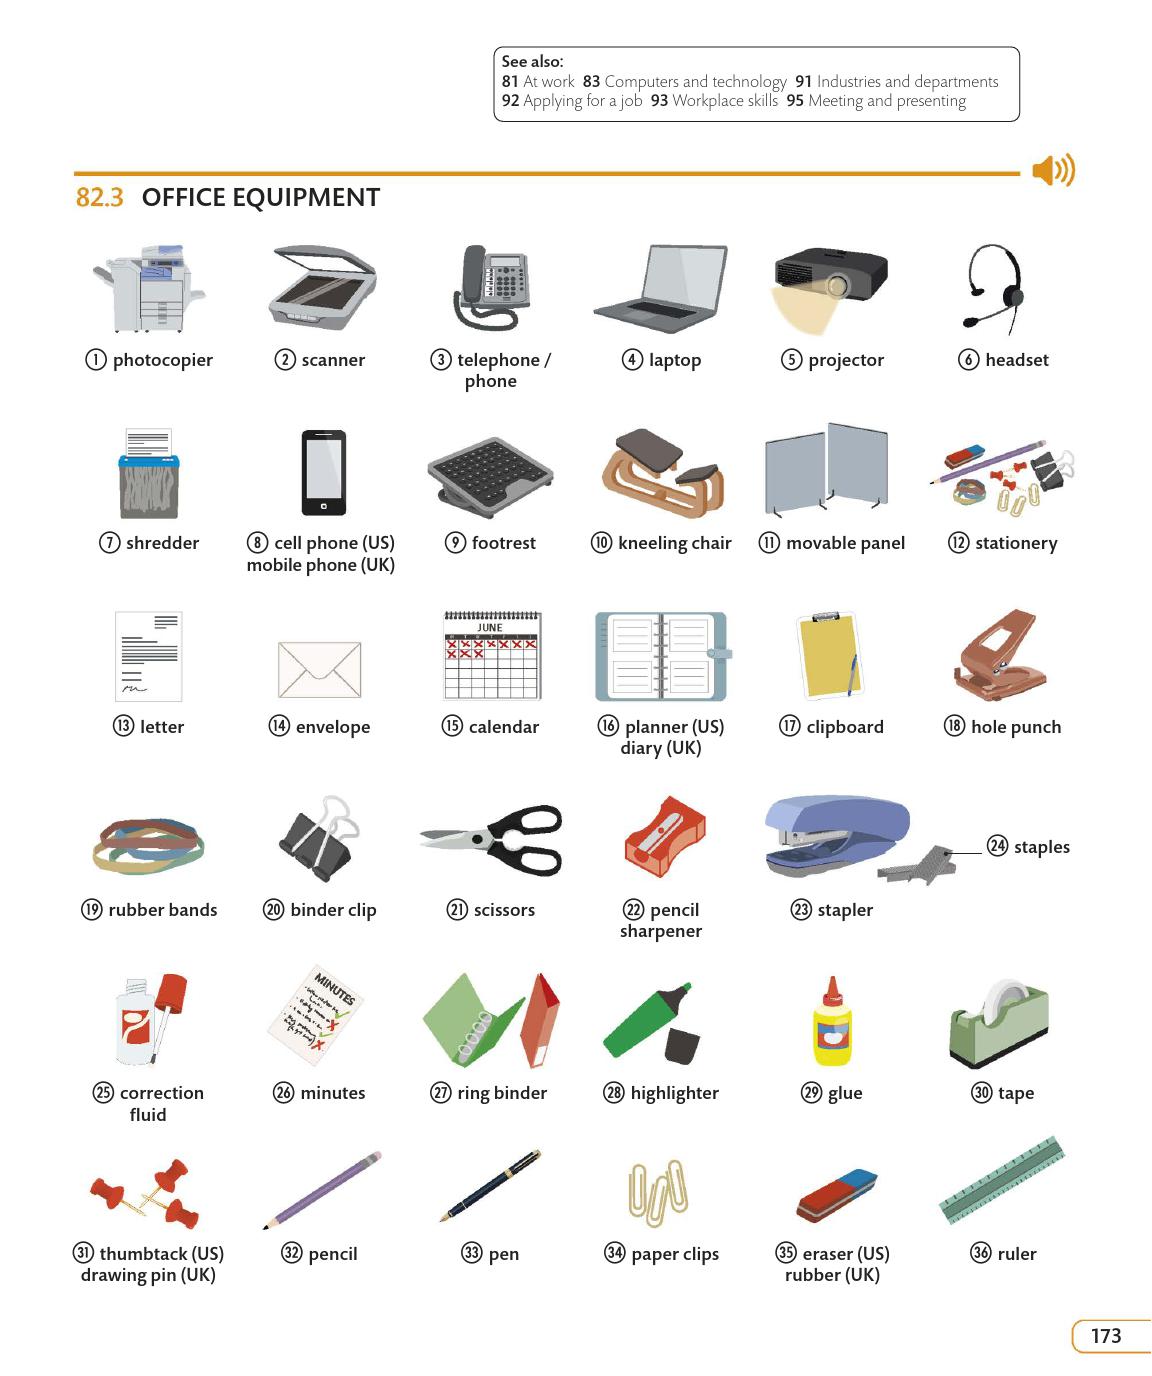 See also:
81 At work 83 Computers and technology 91 Industries and departments
92 Applying for a job 93 Workplace skills 95 Meeting and presenting
82.3 OFFICE EQUIPMENT
1 photocopier
2 scanner
3 telephone /
phone
4 laptop
5 projector
6 headset
7 shredder
8 cell phone (US)
mobile phone (UK)
9 footrest
10 kneeling chair
11 movable panel
12 stationery
JUNE
13 letter
14 envelope
15 calendar
16 planner (US)
diary (UK)
17 clipboard
18 hole punch
19 rubber bands
20 binder clip
21 scissors
22 pencil
sharpener
23 stapler
24 staples
MINUTES
25 correction
fluid
26 minutes
27 ring binder
28 highlighter
29 glue
30 tape
31 thumbtack (US)
drawing pin (UK)
32 pencil
33 pen
34 paper clips
35 eraser (US)
rubber (UK)
36 ruler
173